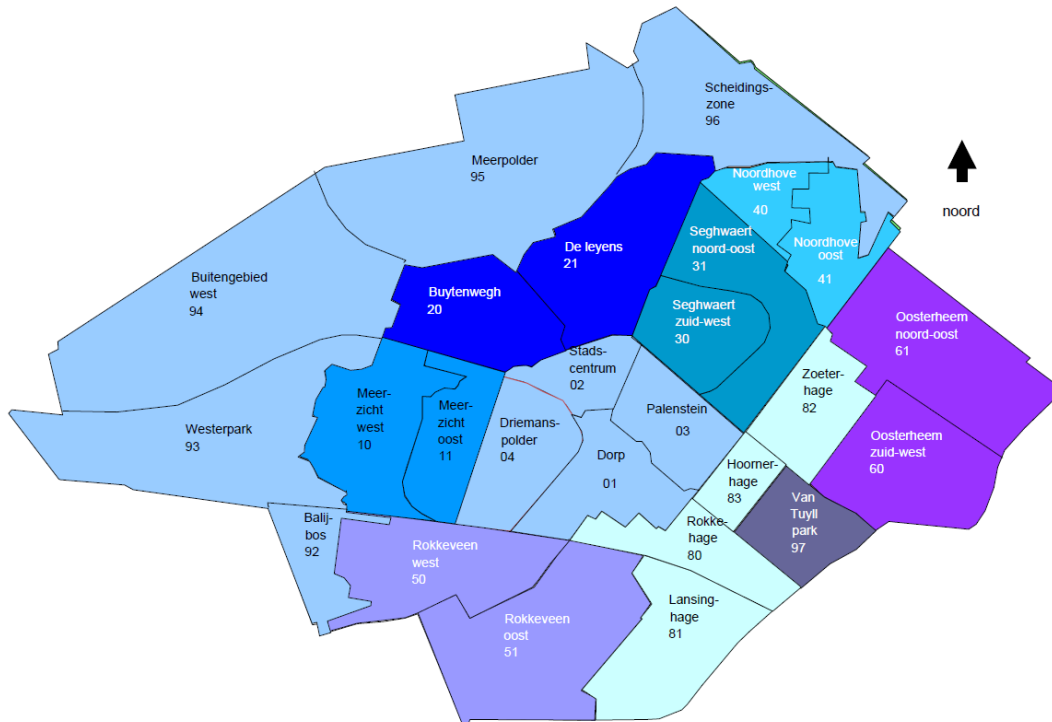 Scheidings-
zone
96
Meerpolder
95
noord
Noordhove
west
40
De leyens
21
Seghwaert
noord-oost
31
Noordhove
oost
41
Buitengebied
west
94
Buytenwegh
20
Seghwaert
zuid-west
30
Oosterheem
noord-oost
61
Stads-
centrum
02
Zoeter-
hage
82
Meer-
zicht
west
10
Meer-
zicht
oost
11
Driemans-
polder
04
Palenstein
03
Westerpark
93
Oosterheem
zuid-west
60
Dorp
01
Hoorner-
hage
83
Van
Tuyll
park
97
Balij-
bos
92
Rokke-
hage
80
Rokkeveen
west
50
Lansing-
hage
81
Rokkeveen
oost
51